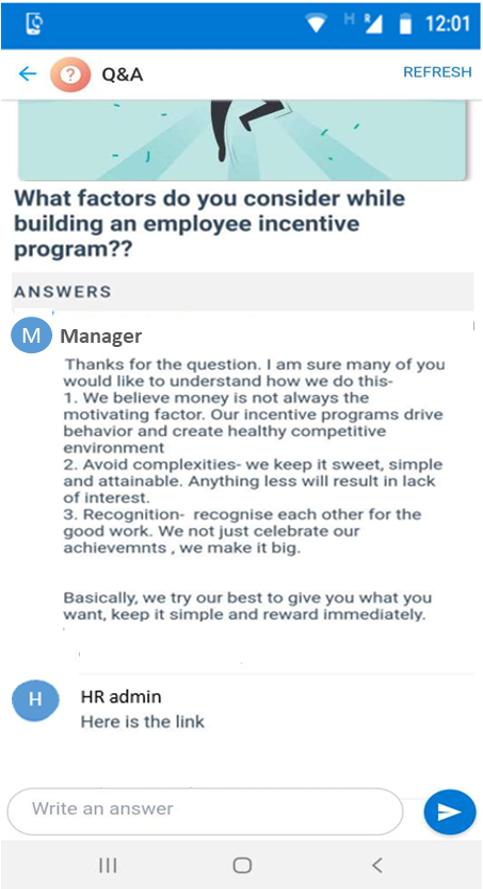 H R 12:01
? Q&A REFRESH
What factors do you consider while
building an employee incentive
program??
ANSWERS
M Manager
Thanks for the question. I am sure many of you
would like to understand how we do this-
1. We believe money is not always the
motivating factor. Our incentive programs drive
behavior and create healthy competitive
environment
2. Avoid complexities- we keep it sweet, simple
and attainable. Anything less will result in lack
of interest.
3. Recognition- recognise each other for the
good work. We not just celebrate our
achievemnts , we make it big.
Basically, we try our best to give you what you
want, keep it simple and reward immediately.
H HR admin
Here is the link
Write an answer